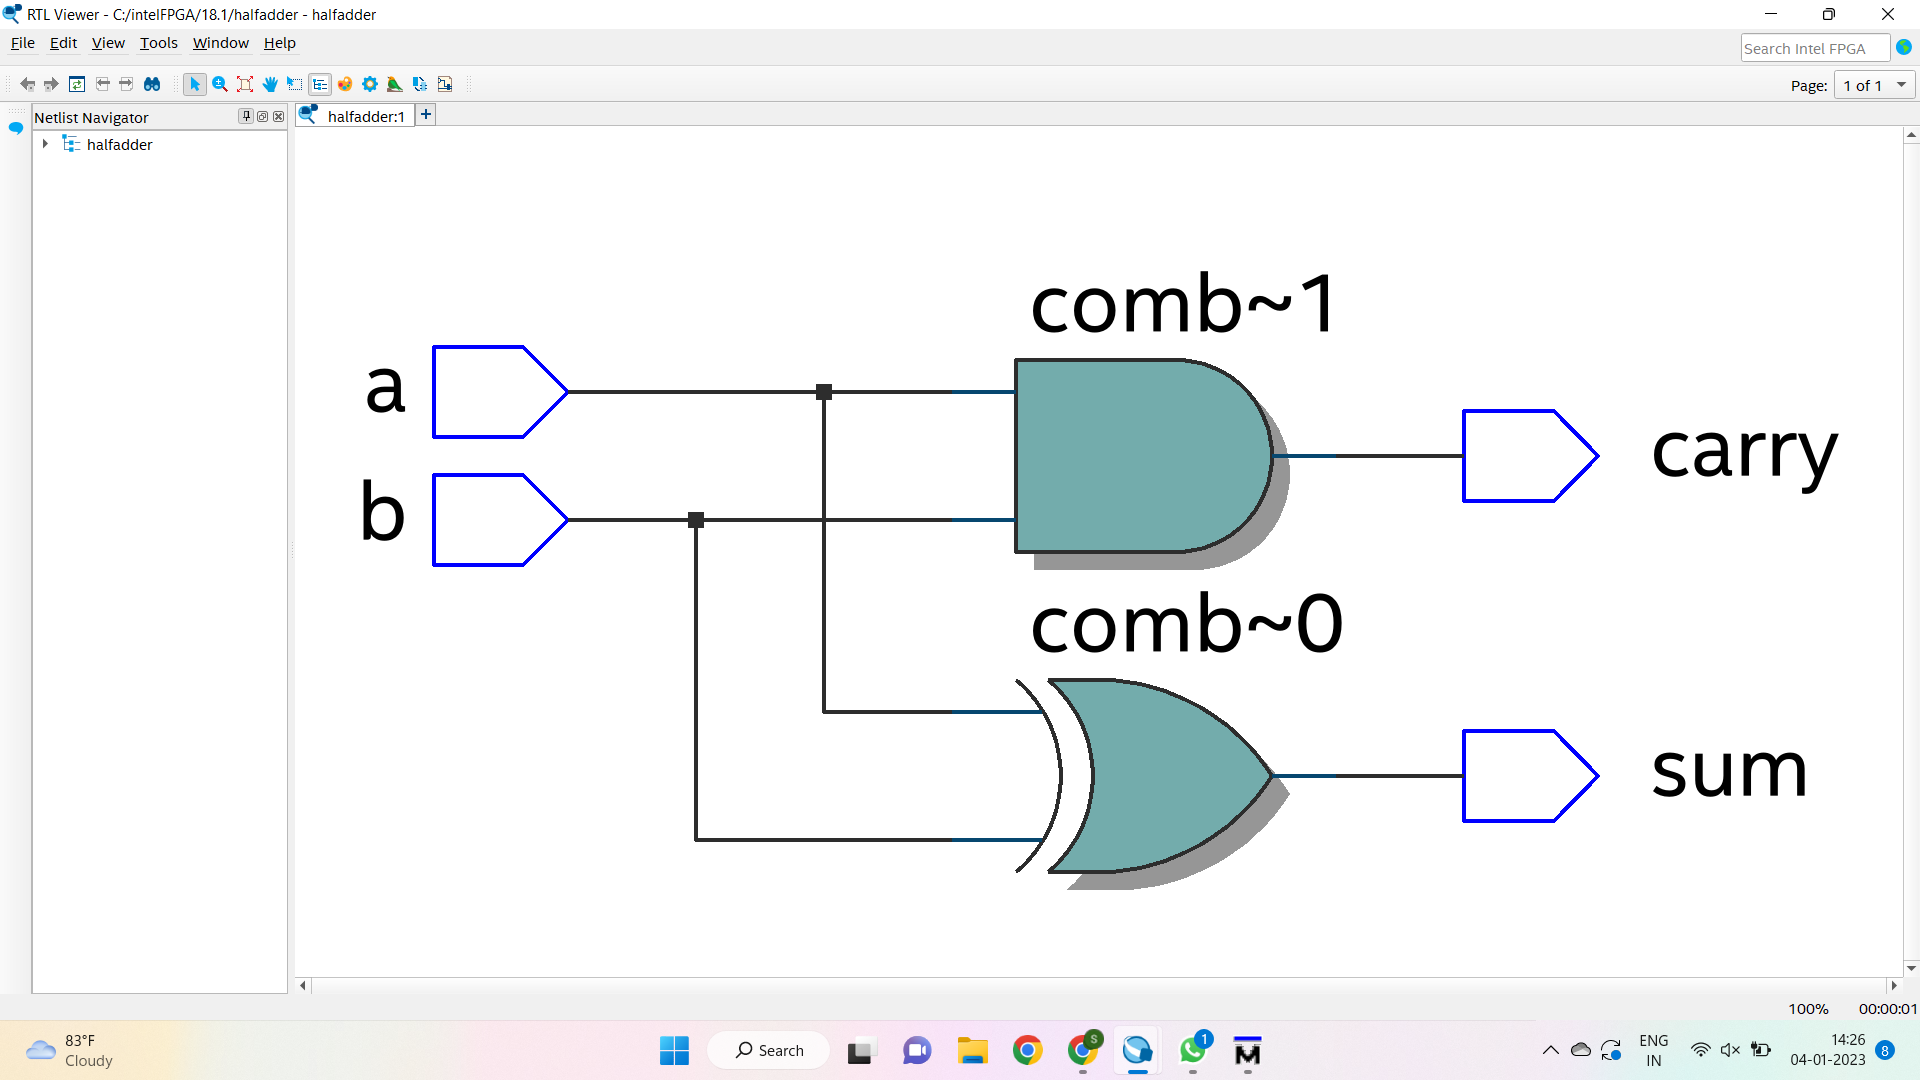 RTL Viewer - C:/intelFPGA/18.1/halfadder - halfadder
File Edit View Tools Window Help
Search Intel FPGA
Page: 1 of 1
Netlist Navigator
halfadder:1 +
halfadder
comb~1
a
carry
b
comb~0
sum
100% 00:00:01
83°F
Cloudy
Search
S
1
ENG
IN
14:26
04-01-2023
8